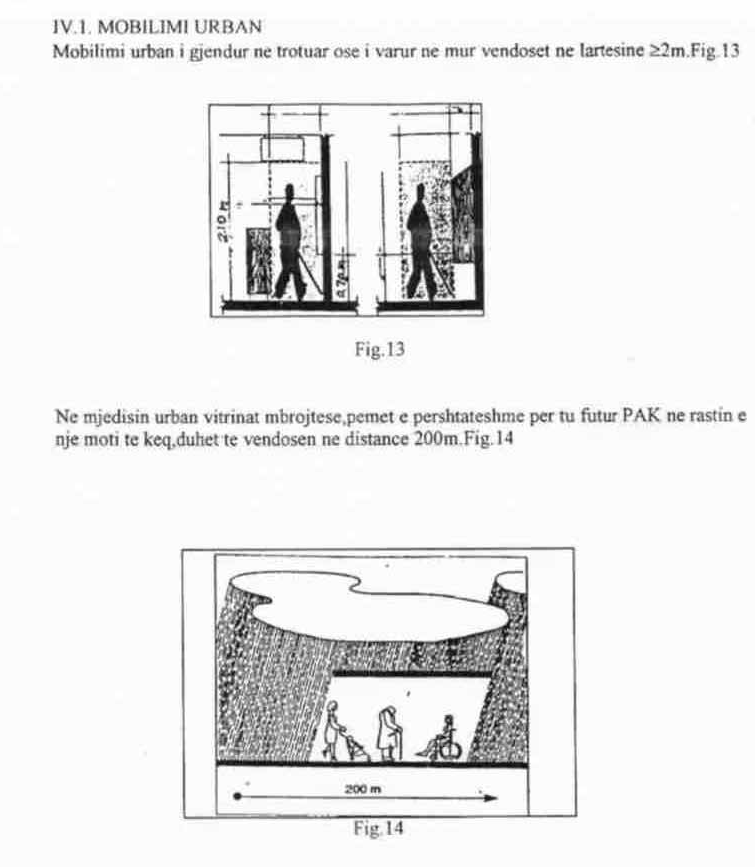 IV.1. MOBILIMI URBAN
Mobilimi urban i gjendur ne trotuar ose i varur ne mur vendoset ne lartesine ≥2m.Fig.13
2.10 m
Fig.13
Ne mjedisin urban vitrinat mbrojtese,pemet e pershtateshme per tu futur PAK ne rastin e
nje moti te keq,duhet te vendosen ne distance 200m.Fig.14
200 m
Fig.14